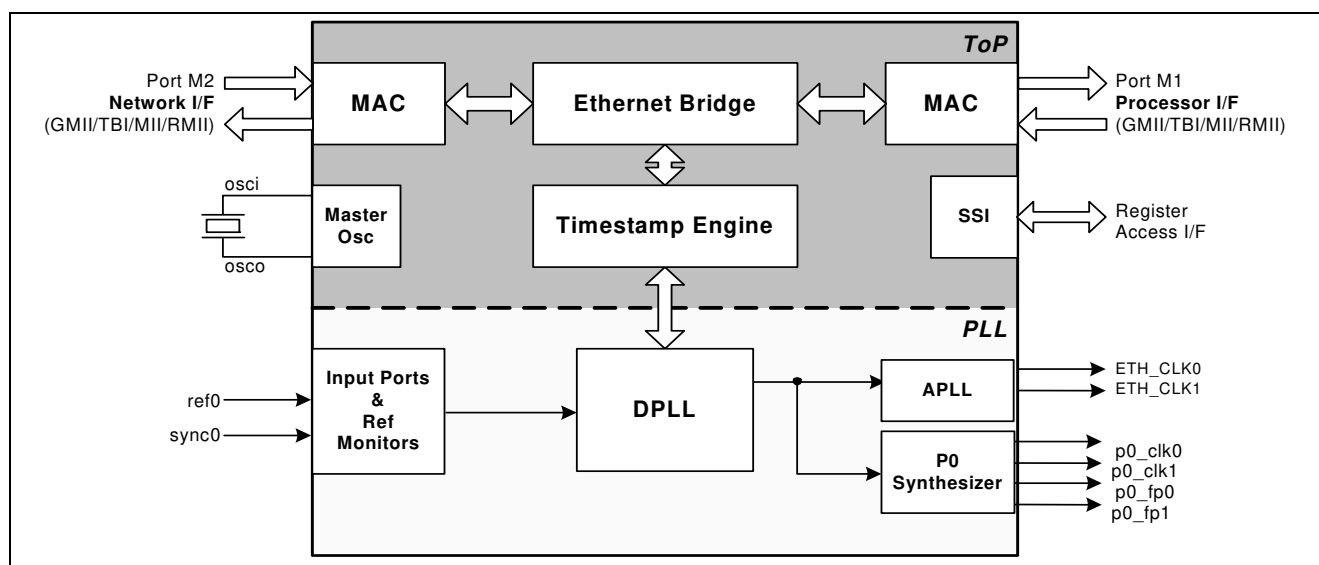 ToP
Port M2
Network I/F
(GMII/TBI/MII/RMII)
MAC
Ethernet Bridge
MAC
Port M1
Processor I/F
(GMII/TBI/MII/RMII)
osci
osco
Master
Osc
Timestamp Engine
SSI
Register
Access I/F
PLL
ref0
sync0
Input Ports
&
Ref
Monitors
DPLL
APLL
ETH_CLK0
ETH_CLK1
P0
Synthesizer
p0_clk0
p0_clk1
p0_fp0
p0_fp1